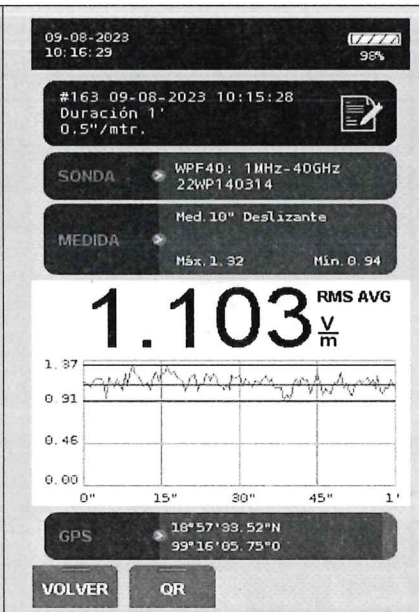 09-08-2023
10:16:29
98%
#163 09-08-2023 10:15:28
Duración 1'
0.5"/mtr.
SONDA
WPF40: 1MHz-40GHz
22WP140314
MEDIDA
Med.10" Deslizante
Máx.1.32 Mín.0.94
1.103 RMS AVG
V
m
1.37
0.91
0.46
0.00
0" 15" 30" 45" 1'
GPS
18°57'33.52"N
99°16'05.75"O
VOLVER QR